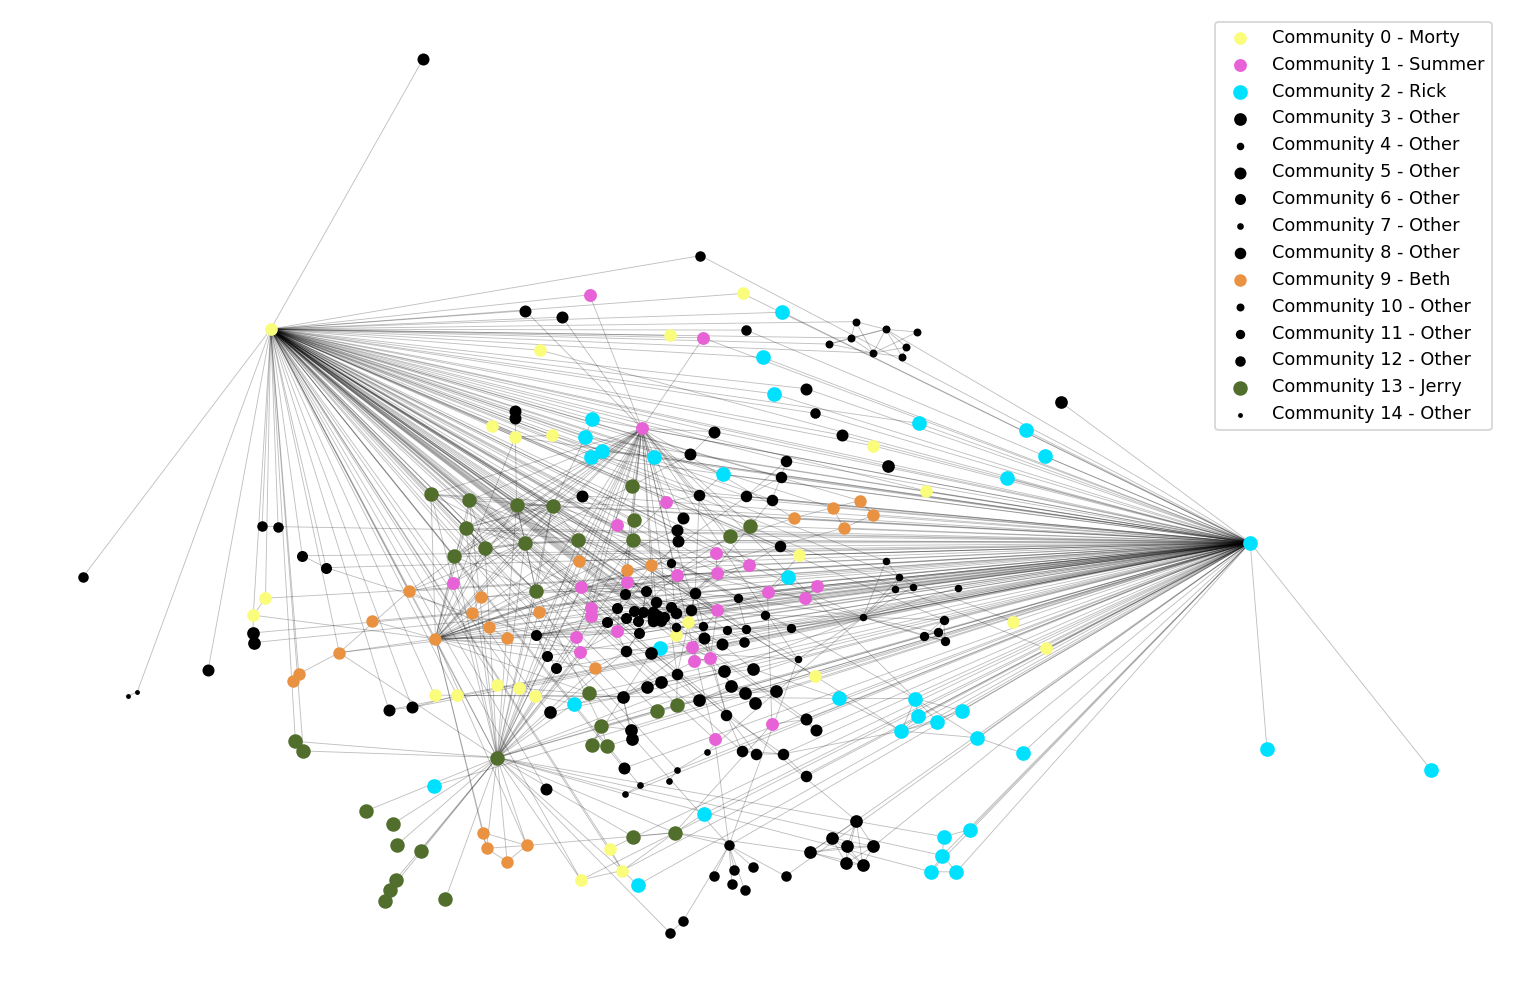 Community 0 - Morty
Community 1 - Summer
Community 2 - Rick
Community 3 - Other
Community 4 - Other
Community 5 - Other
Community 6 - Other
Community 7 - Other
Community 8 - Other
Community 9 - Beth
Community 10 - Other
Community 11 - Other
Community 12 - Other
Community 13 - Jerry
Community 14 - Other